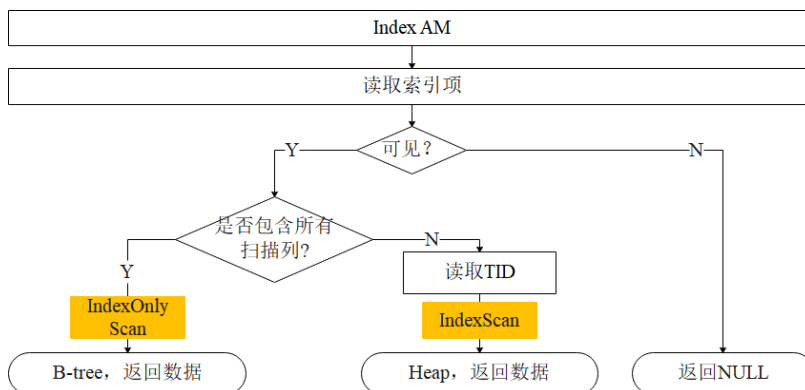 Index AM
读取索引项
可见?
Y
N
是否包含所有
扫描列?
Y
N
读取TID
IndexOnly
Scan
IndexScan
B-tree，返回数据
Heap，返回数据
返回NULL